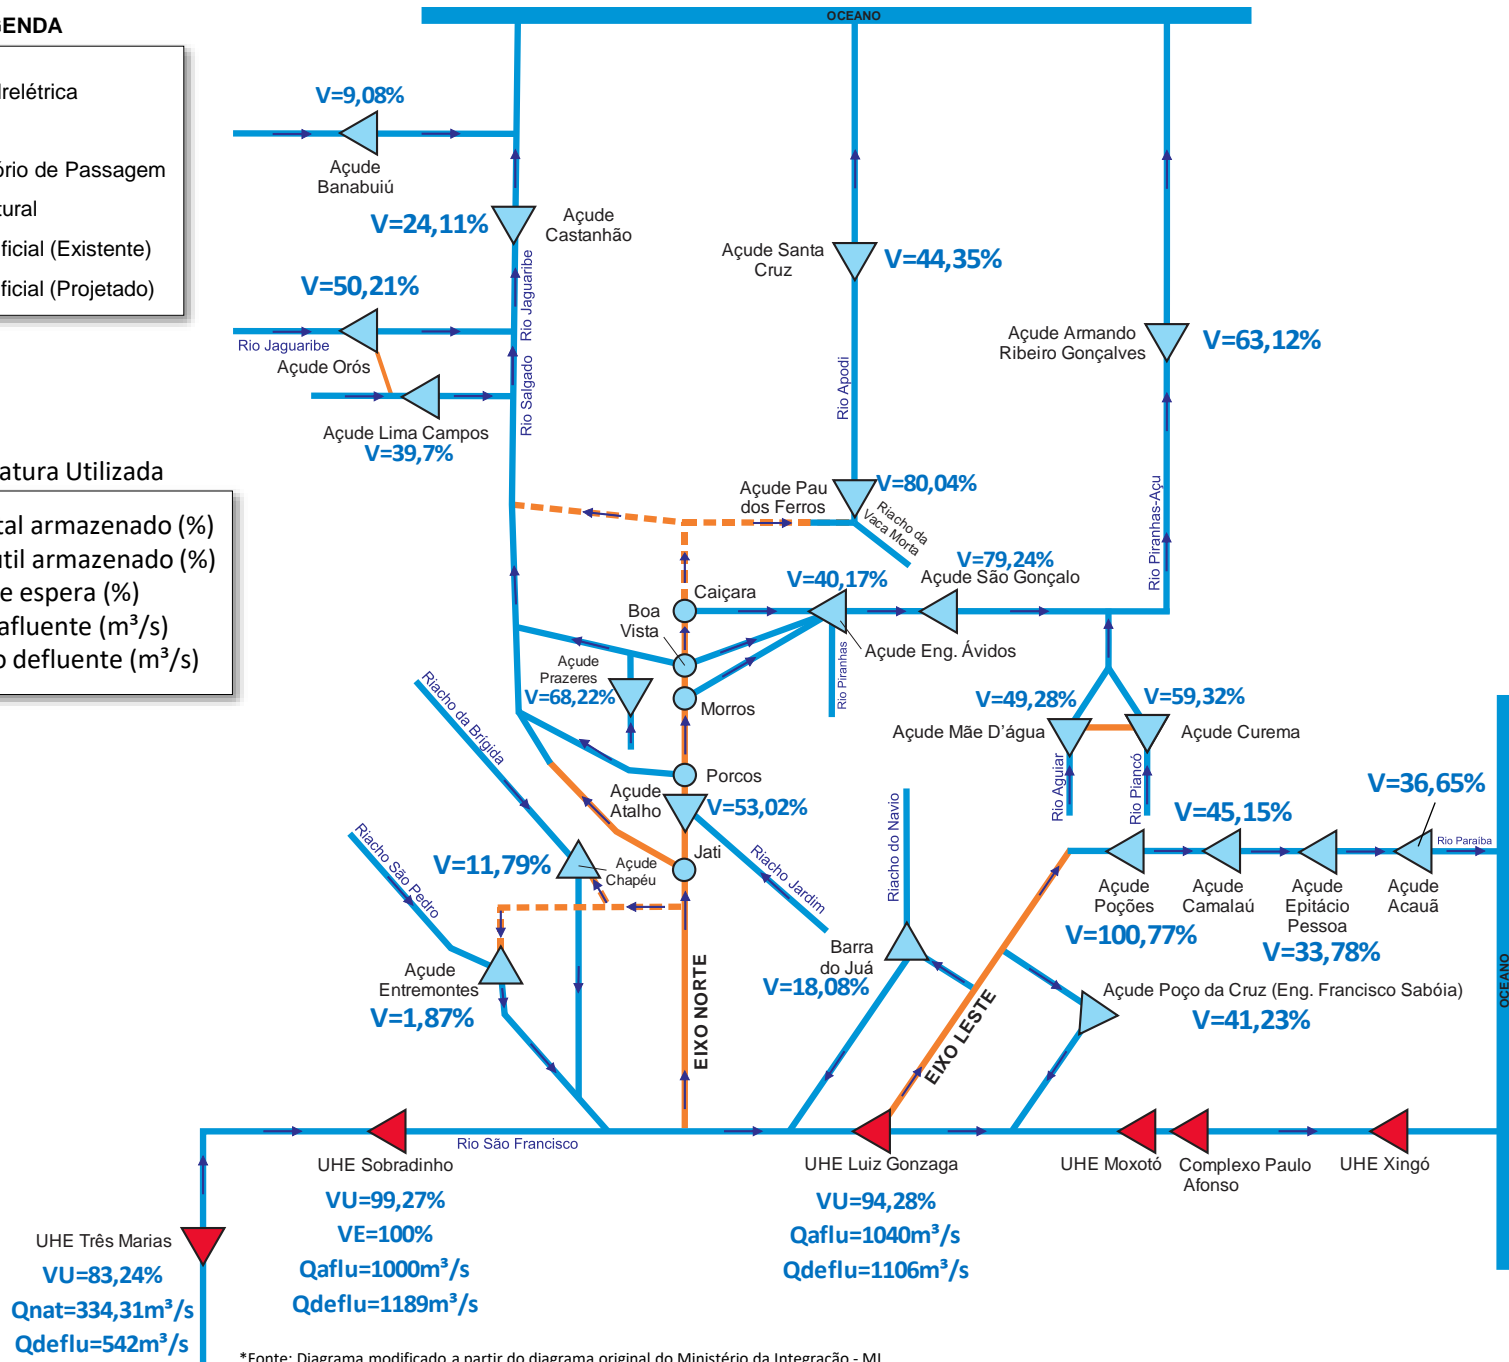 GENDA
drelétrica
ório de Passagem
tural
ificial (Existente)
ificial (Projetado)
atura Utilizada
tal armazenado (%)
útil armazenado (%)
e espera (%)
afluente (m³/s)
o defluente (m³/s)
OCEANO
V=9,08%
Açude
Banabuiú
V=24,11%
Açude
Castanhão
V=50,21%
Rio Jaguaribe
Açude Orós
Rio Jaguaribe
Rio Salgado
Açude Lima Campos
V=39,7%
Açude Santa
Cruz
V=44,35%
Rio Apodi
Açude Armando
Ribeiro Gonçalves
V=63,12%
Rio Piranhas-Açu
Açude Pau
dos Ferros
V=80,04%
Riacho da
Vaca Morta
V=79,24%
Açude São Gonçalo
V=40,17%
Açude Eng. Ávidos
Rio Piranhas
Caiçara
Boa
Vista
Morros
Porcos
Açude
Prazeres
V=68,22%
Riacho da Brígida
Açude
Atalho
V=53,02%
Jati
Riacho Jardim
V=49,28%
Açude Mãe D'água
V=59,32%
Açude Curema
Rio Aguiar
Rio Piancó
V=36,65%
V=45,15%
Rio Paraíba
Açude
Poções
V=100,77%
Açude
Camalaú
Açude
Epitácio
Pessoa
V=33,78%
Açude
Acauã
Riacho São Pedro
V=11,79%
Açude
Chapéu
Açude
Entremontes
V=1,87%
EIXO NORTE
Riacho do Navio
Barra
do Juá
V=18,08%
EIXO LESTE
Açude Poço da Cruz (Eng. Francisco Sabóia)
V=41,23%
OCEANO
Rio São Francisco
UHE Sobradinho
VU=99,27%
VE=100%
Qaflu=1000m³/s
Qdeflu=1189m³/s
UHE Luiz Gonzaga
VU=94,28%
Qaflu=1040m³/s
Qdeflu=1106m³/s
UHE Moxotó
Complexo Paulo
Afonso
UHE Xingó
UHE Três Marias
VU=83,24%
Qnat=334,31m³/s
Qdeflu=542m³/s
*Fonte: Diagrama modificado a partir do diagrama original do Ministério da Integração - MI